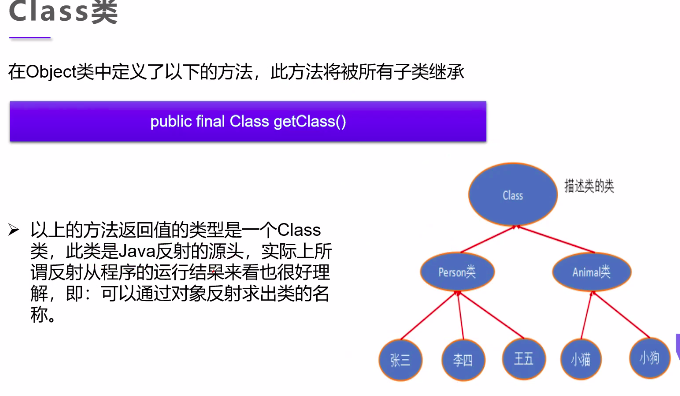 Class类
在Object类中定义了以下的方法，此方法将被所有子类继承
public final Class getClass()
以上的方法返回值的类型是一个Class
类，此类是Java反射的源头，实际上所
谓反射从程序的运行结果来看也很好理
解，即：可以通过对象反射求出类的名
称。
Class
描述类的类
Person类
Animal类
张三
李四
王五
小猫
小狗